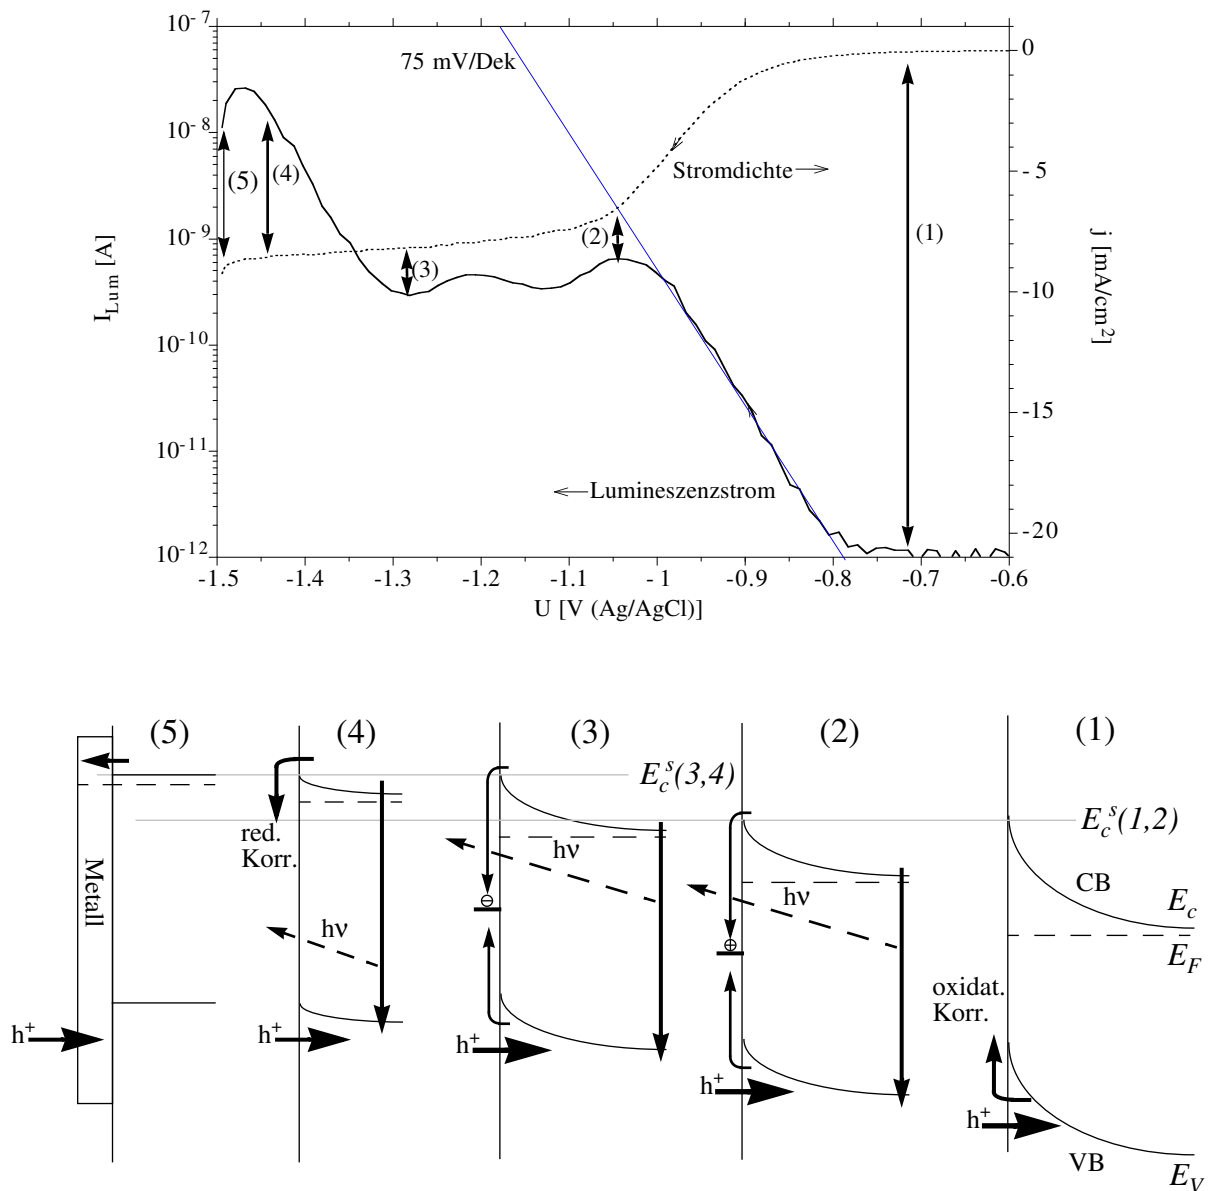 10⁻⁷
10⁻⁸
10⁻⁹
10⁻¹⁰
10⁻¹¹
10⁻¹²
I_Lum [A]
75 mV/Dek
Stromdichte
(5)
(4)
(3)
(2)
(1)
Lumineszenzstrom
0
- 5
-10
-15
-20
j [mA/cm²]
-1.5 -1.4 -1.3 -1.2 -1.1 -1 -0.9 -0.8 -0.7 -0.6
U [V (Ag/AgCl)]
(5) (4) (3) (2) (1)
E_c^s(3,4)
E_c^s(1,2)
red.
Korr.
Metall
hν
hν
hν
CB
E_c
E_F
oxidat.
Korr.
h⁺
h⁺
h⁺
h⁺
h⁺
VB
E_V